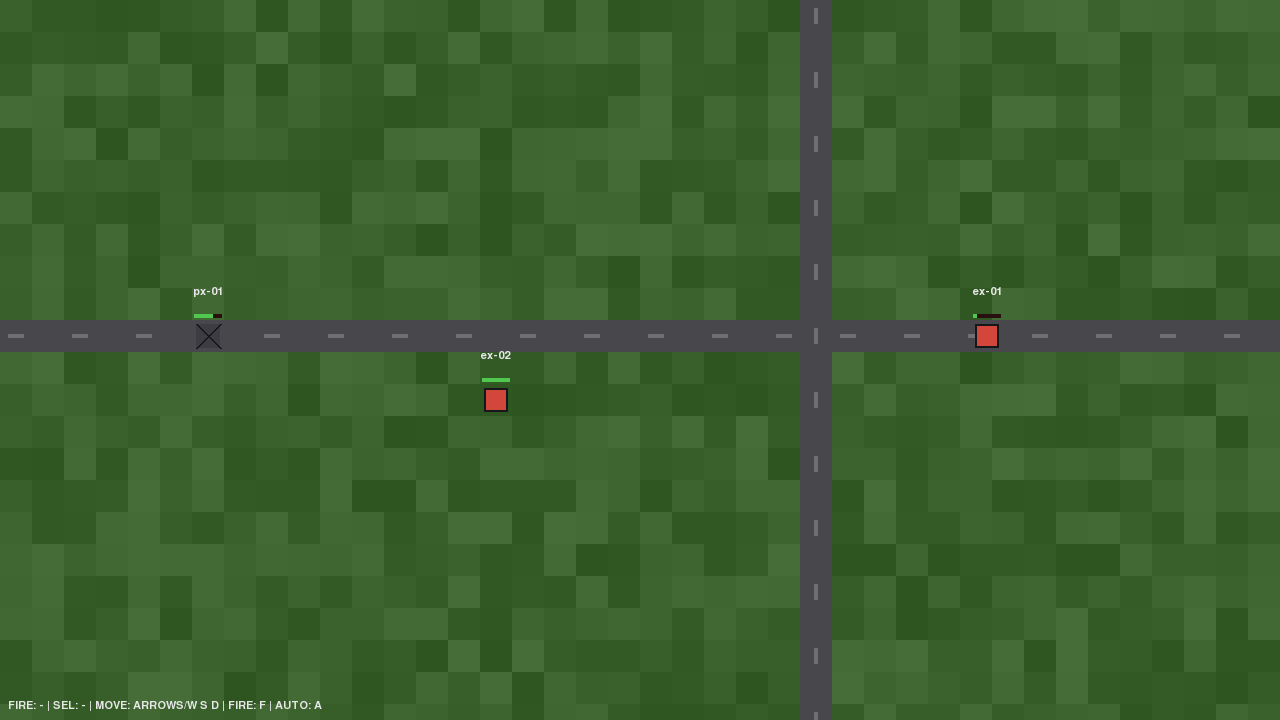 px-01
ex-01
ex-02
FIRE: - | SEL: - | MOVE: ARROWS/W S D | FIRE: F | AUTO: A